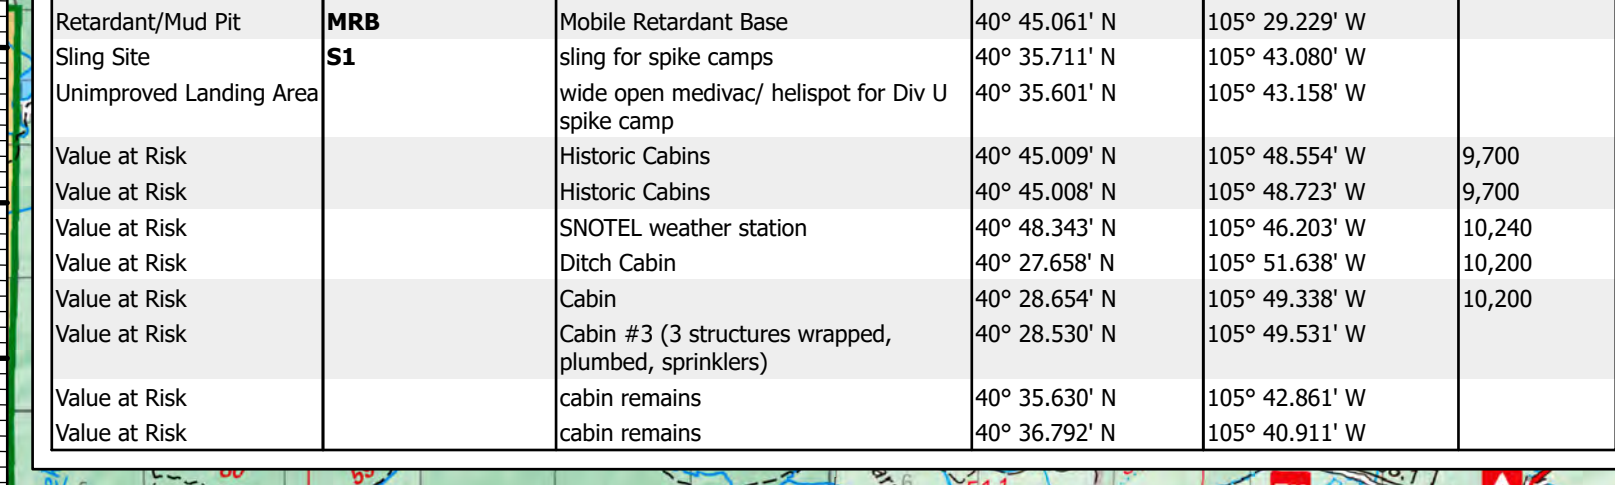 Retardant/Mud Pit MRB Mobile Retardant Base 40° 45.061' N 105° 29.229' W
Sling Site S1 sling for spike camps 40° 35.711' N 105° 43.080' W
Unimproved Landing Area wide open medivac/ helispot for Div U 40° 35.601' N 105° 43.158' W
spike camp
Value at Risk Historic Cabins 40° 45.009' N 105° 48.554' W 9,700
Value at Risk Historic Cabins 40° 45.008' N 105° 48.723' W 9,700
Value at Risk SNOTEL weather station 40° 48.343' N 105° 46.203' W 10,240
Value at Risk Ditch Cabin 40° 27.658' N 105° 51.638' W 10,200
Value at Risk Cabin 40° 28.654' N 105° 49.338' W 10,200
Value at Risk Cabin #3 (3 structures wrapped, 40° 28.530' N 105° 49.531' W
plumbed, sprinklers)
Value at Risk cabin remains 40° 35.630' N 105° 42.861' W
Value at Risk cabin remains 40° 36.792' N 105° 40.911' W